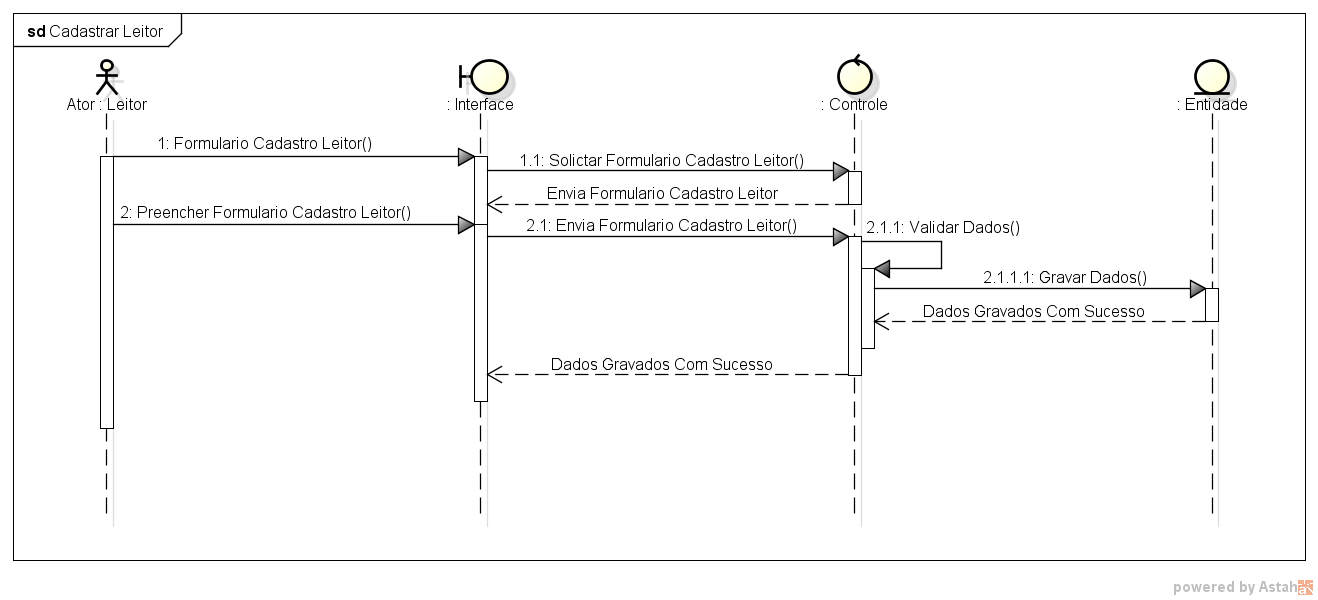 sd Cadastrar Leitor
Ator : Leitor
: Interface
: Controle
: Entidade
1: Formulario Cadastro Leitor()
1.1: Solictar Formulario Cadastro Leitor()
Envia Formulario Cadastro Leitor
2: Preencher Formulario Cadastro Leitor()
2.1: Envia Formulario Cadastro Leitor()
2.1.1: Validar Dados()
2.1.1.1: Gravar Dados()
Dados Gravados Com Sucesso
Dados Gravados Com Sucesso
powered by Astah